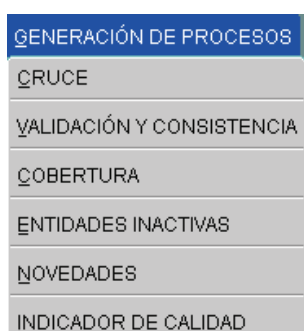 GENERACIÓN DE PROCESOS
CRUCE
VALIDACIÓN Y CONSISTENCIA
COBERTURA
ENTIDADES INACTIVAS
NOVEDADES
INDICADOR DE CALIDAD